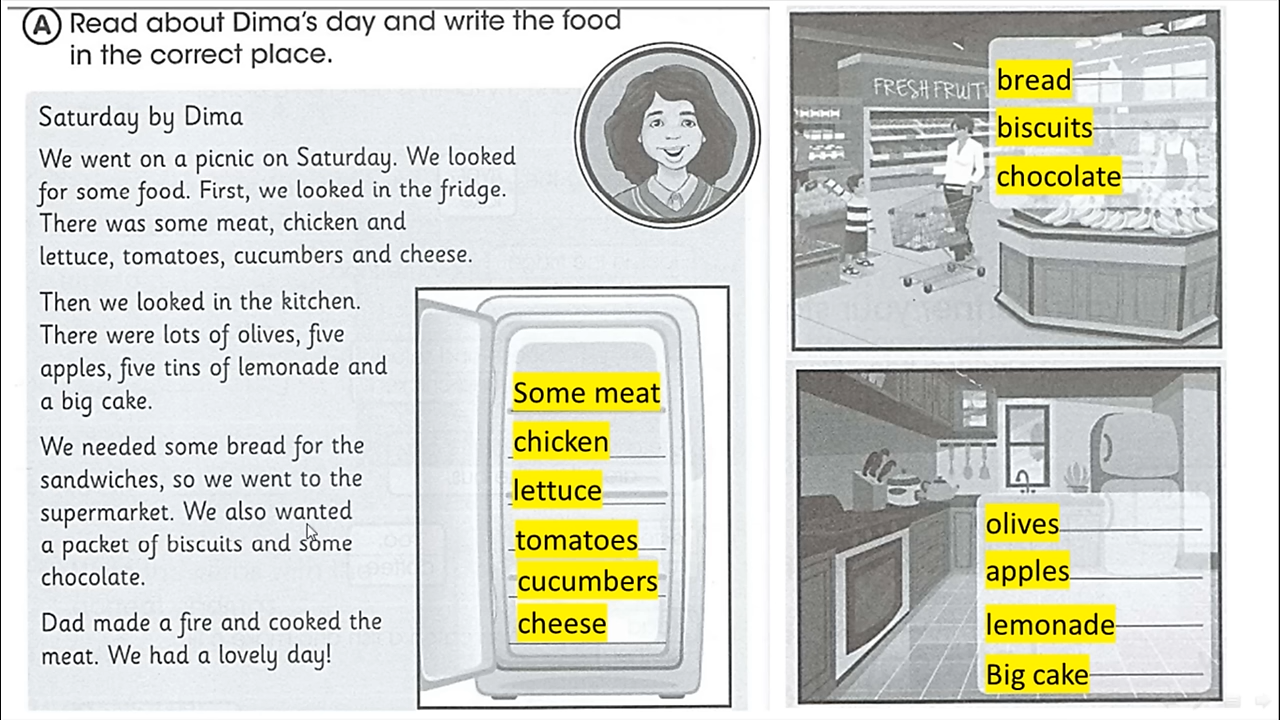 A Read about Dima's day and write the food
in the correct place.
Saturday by Dima
We went on a picnic on Saturday. We looked
for some food. First, we looked in the fridge.
There was some meat, chicken and
lettuce, tomatoes, cucumbers and cheese.
Then we looked in the kitchen.
There were lots of olives, five
apples, five tins of lemonade and
a big cake.
We needed some bread for the
sandwiches, so we went to the
supermarket. We also wanted
a packet of biscuits and some
chocolate.
Dad made a fire and cooked the
meat. We had a lovely day!
Some meat
chicken
lettuce
tomatoes
cucumbers
cheese
FRESH FRUIT
bread
biscuits
chocolate
olives
apples
lemonade
Big cake